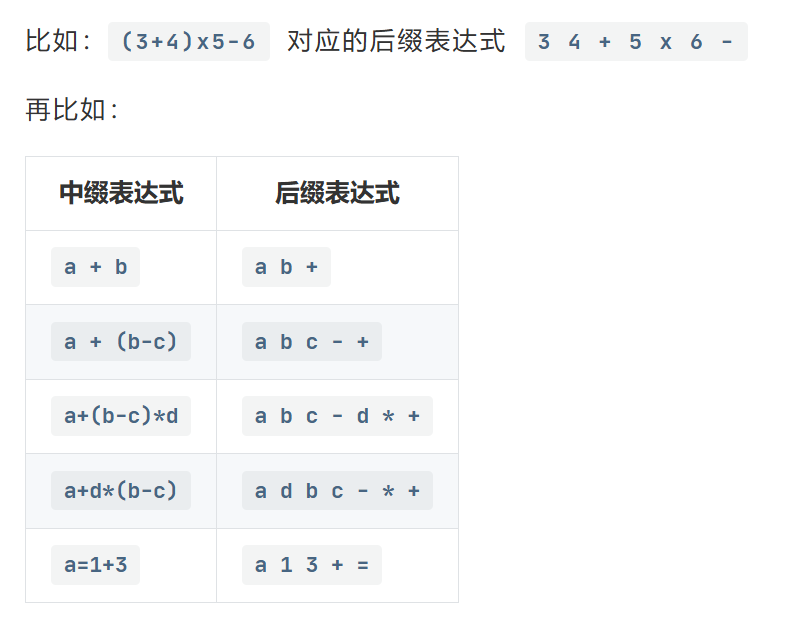 比如： (3+4)x5-6 对应的后缀表达式 3 4 + 5 x 6 -
再比如：
中缀表达式 后缀表达式
a + b a b +
a + (b-c) a b c - +
a+(b-c)*d a b c - d * +
a+d*(b-c) a d b c - * +
a=1+3 a 1 3 + =